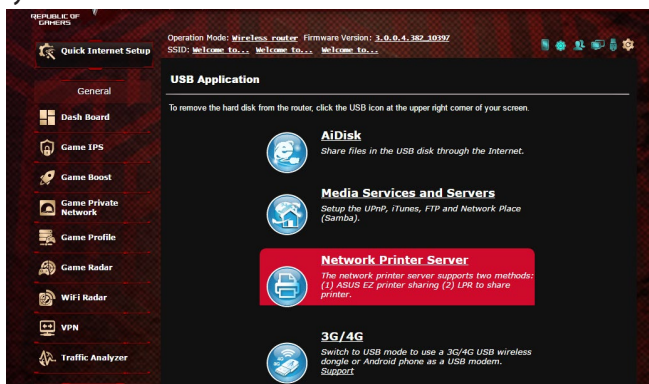 REPUBLIC OF
GAMERS
Quick Internet Setup
Operation Mode: Wireless router Firmware Version: 3.0.0.4.382_10397
SSID: Welcome to... Welcome to... Welcome to...
General
Dash Board
Game IPS
Game Boost
Game Private
Network
Game Profile
Game Radar
WiFi Radar
VPN
Traffic Analyzer
USB Application
To remove the hard disk from the router, click the USB icon at the upper right corner of your screen.
AiDisk
Share files in the USB disk through the Internet.
Media Services and Servers
Setup the UPnP, iTunes, FTP and Network Place
(Samba).
Network Printer Server
The network printer server supports two methods:
(1) ASUS EZ printer sharing (2) LPR to share
printer.
3G/4G
Switch to USB mode to use a 3G/4G USB wireless
dongle or Android phone as a USB modem.
Support